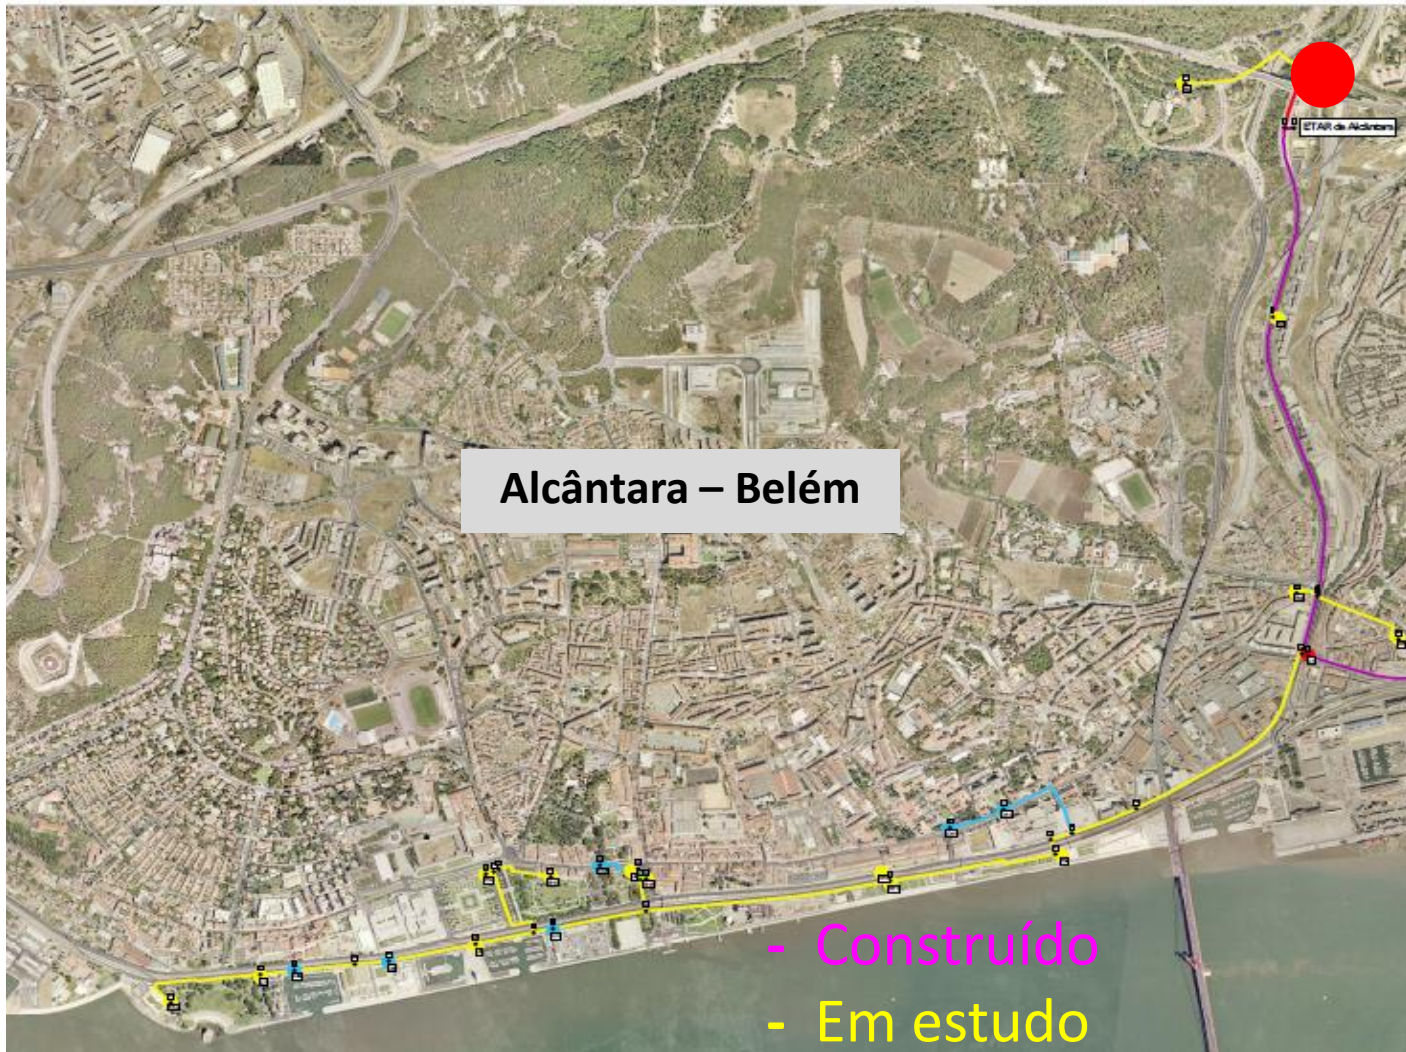 ETAR de Alcântara
Alcântara – Belém
- Construído
- Em estudo